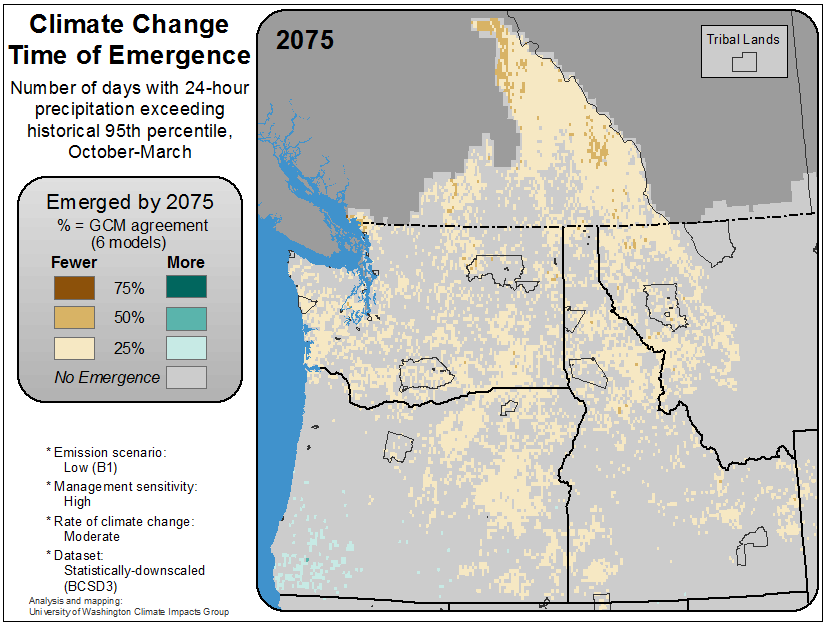 Climate Change
Time of Emergence
Number of days with 24-hour
precipitation exceeding
historical 95th percentile,
October-March
Emerged by 2075
% = GCM agreement
(6 models)
Fewer More
75%
50%
25%
No Emergence
* Emission scenario:
Low (B1)
* Management sensitivity:
High
* Rate of climate change:
Moderate
* Dataset:
Statistically-downscaled
(BCSD3)
Analysis and mapping:
University of Washington Climate Impacts Group
2075
Tribal Lands